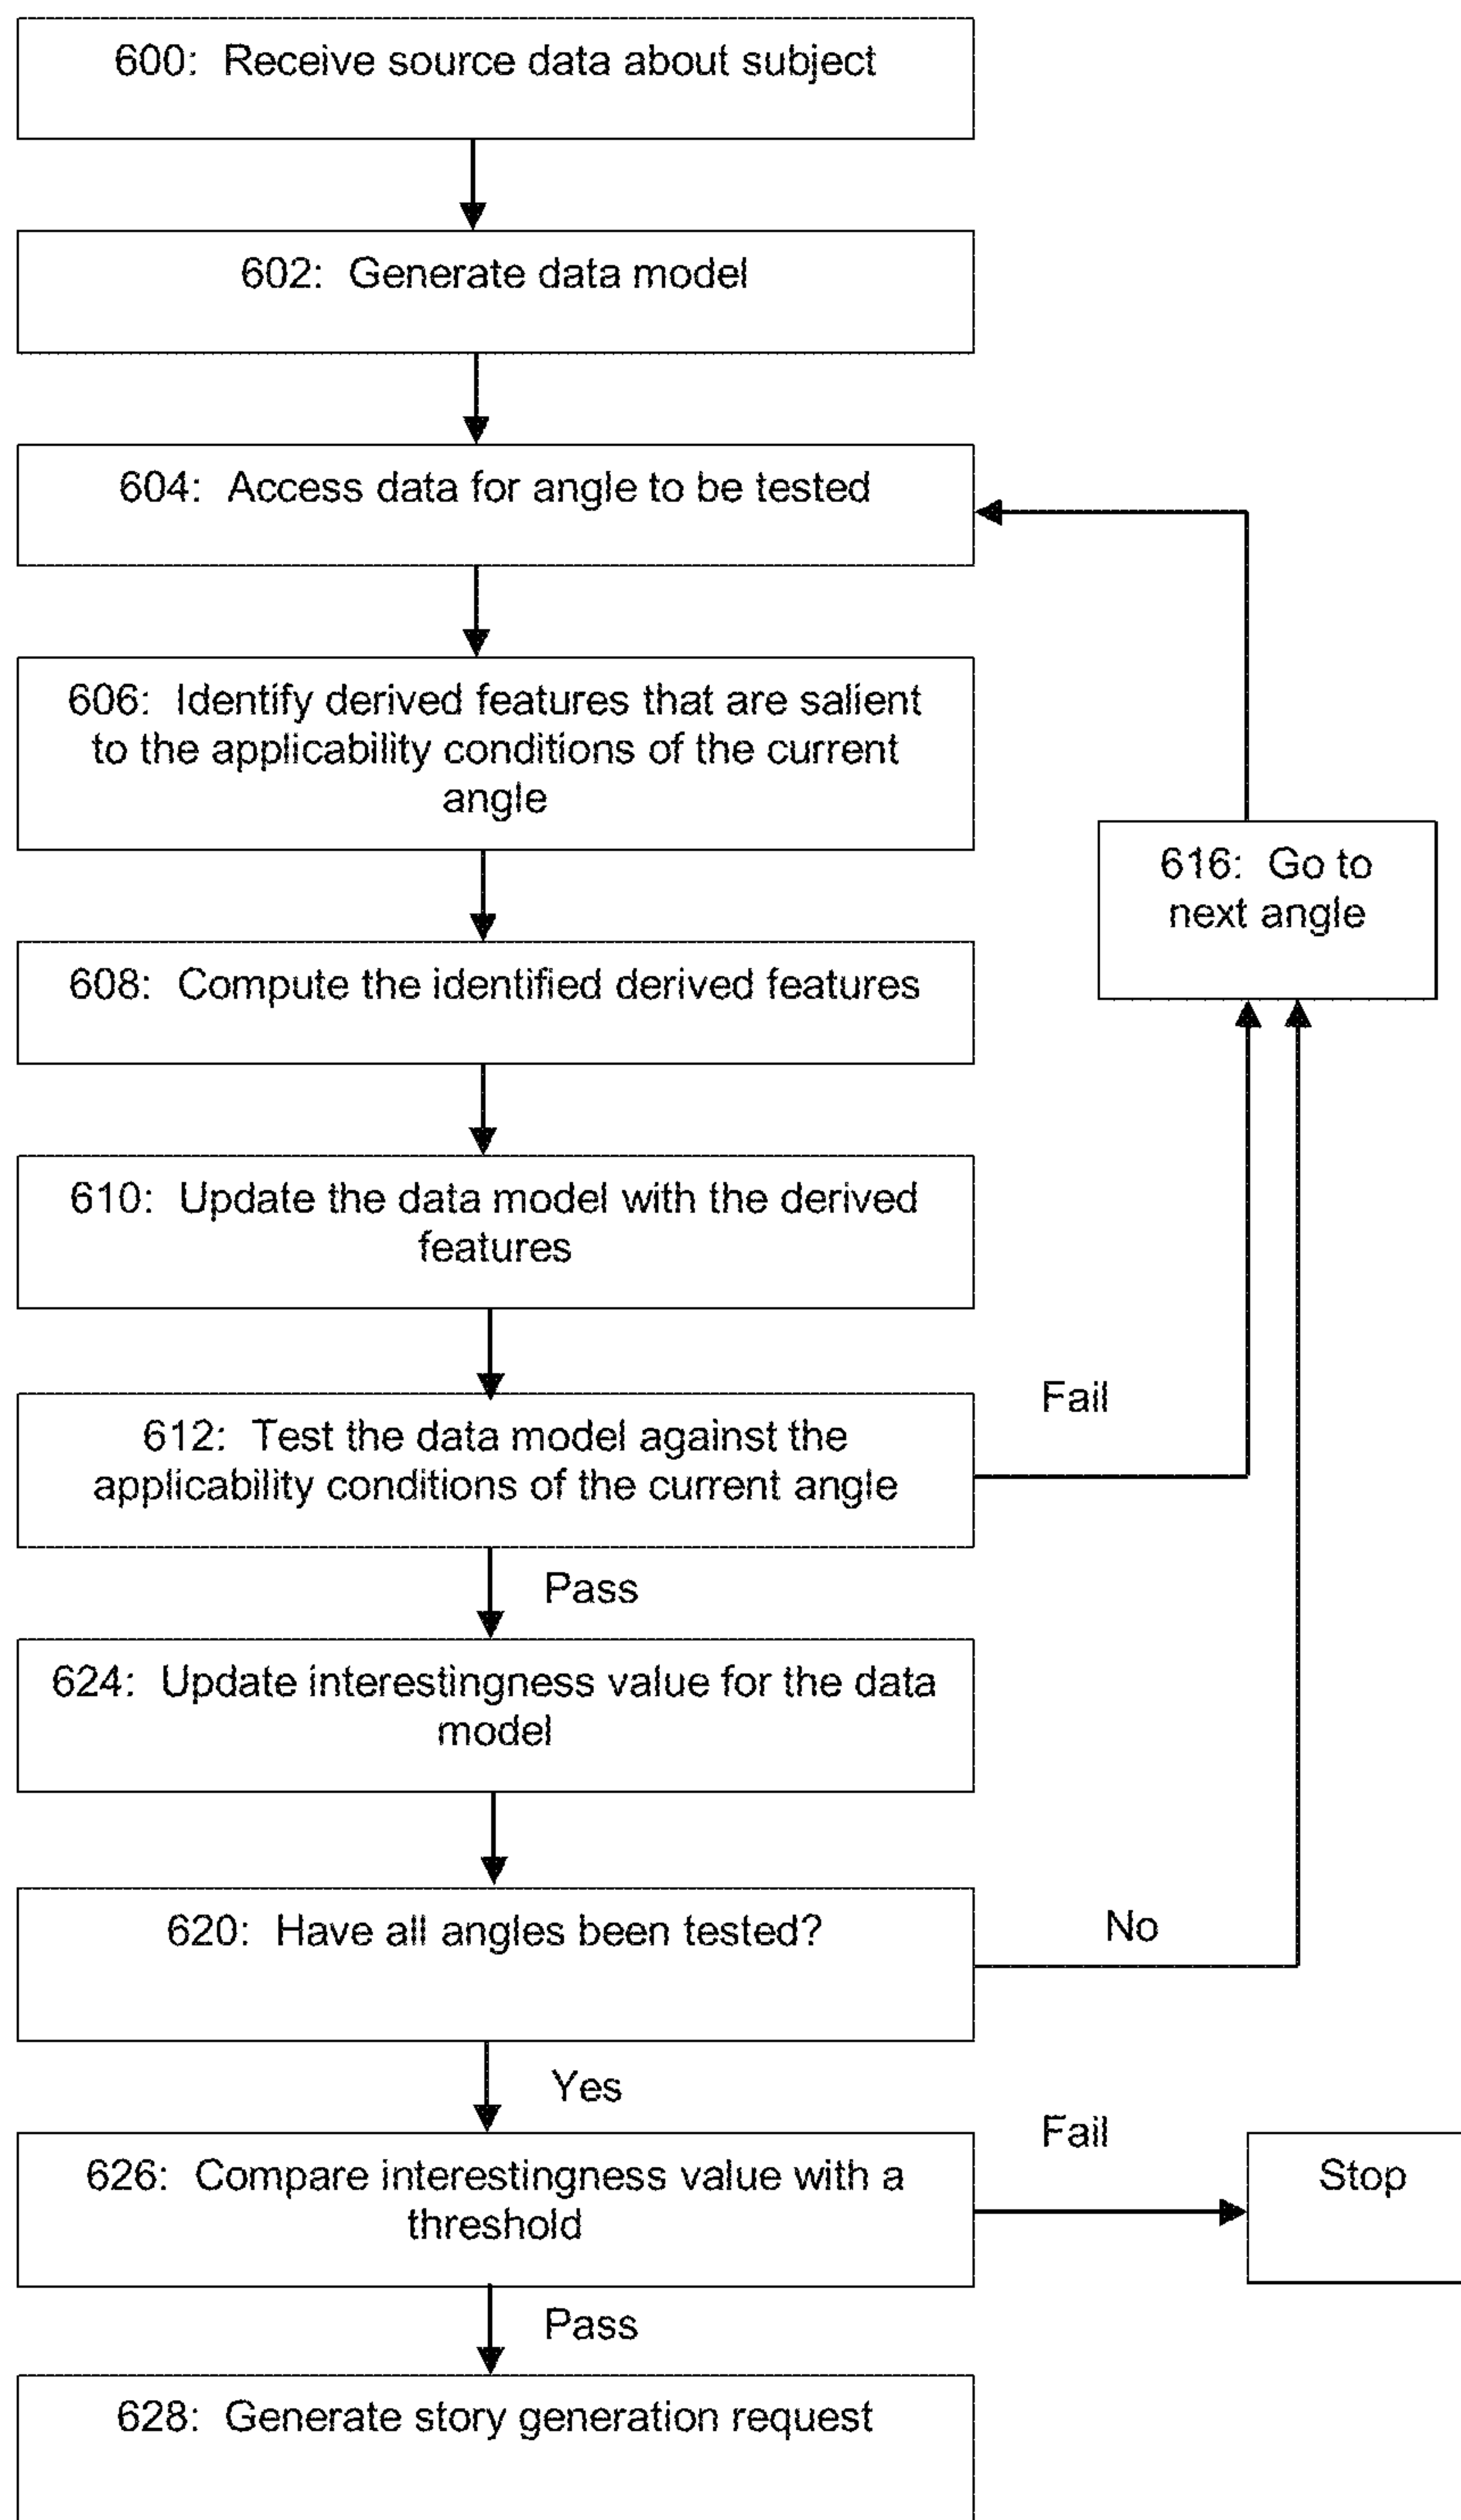 600: Receive source data about subject
602: Generate data model
604: Access data for angle to be tested
606: Identify derived features that are salient
to the applicability conditions of the current
angle
616: Go to
next angle
608: Compute the identified derived features
610: Update the data model with the derived
features
Fail
612: Test the data model against the
applicability conditions of the current angle
Pass
624: Update interestingness value for the data
model
620: Have all angles been tested?
No
Yes
Fail
626: Compare interestingness value with a
threshold
Stop
Pass
628: Generate story generation request